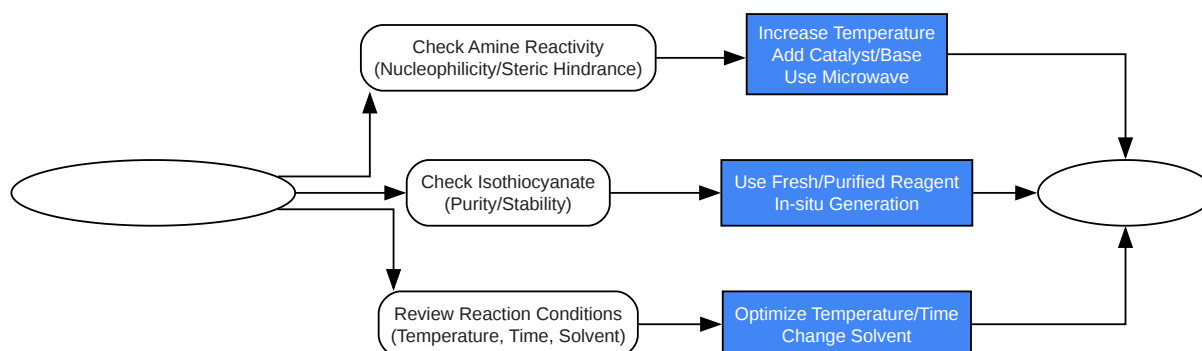 Check Amine Reactivity
(Nucleophilicity/Steric Hindrance)
Increase Temperature
Add Catalyst/Base
Use Microwave
Check Isothiocyanate
(Purity/Stability)
Use Fresh/Purified Reagent
In-situ Generation
Review Reaction Conditions
(Temperature, Time, Solvent)
Optimize Temperature/Time
Change Solvent